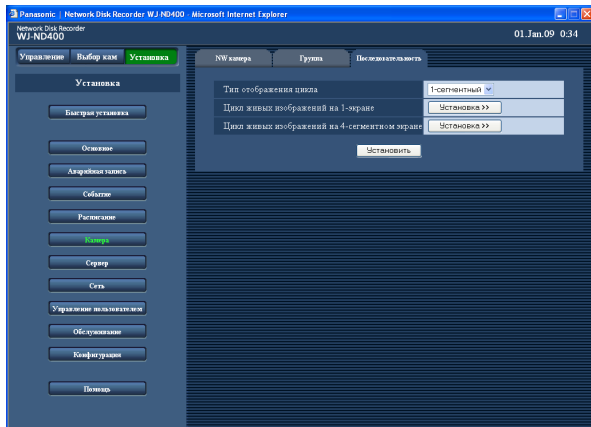 Panasonic | Network Disk Recorder WJ-ND400 - Microsoft Internet Explorer
Network Disk Recorder
WJ-ND400
01.Jan.09 0:34
Управление Выбор кам Установка
NW камера Группа Последовательность
Установка
Тип отображения цикла 1-сегментный
Цикл живых изображений на 1-экране Установка >>
Цикл живых изображений на 4-сегментном экране Установка >>
Установить
Быстрая установка
Основное
Аварийная запись
Событие
Расписание
Камера
Сервер
Сеть
Управление пользователем
Обслуживание
Конфигурация
Помощь